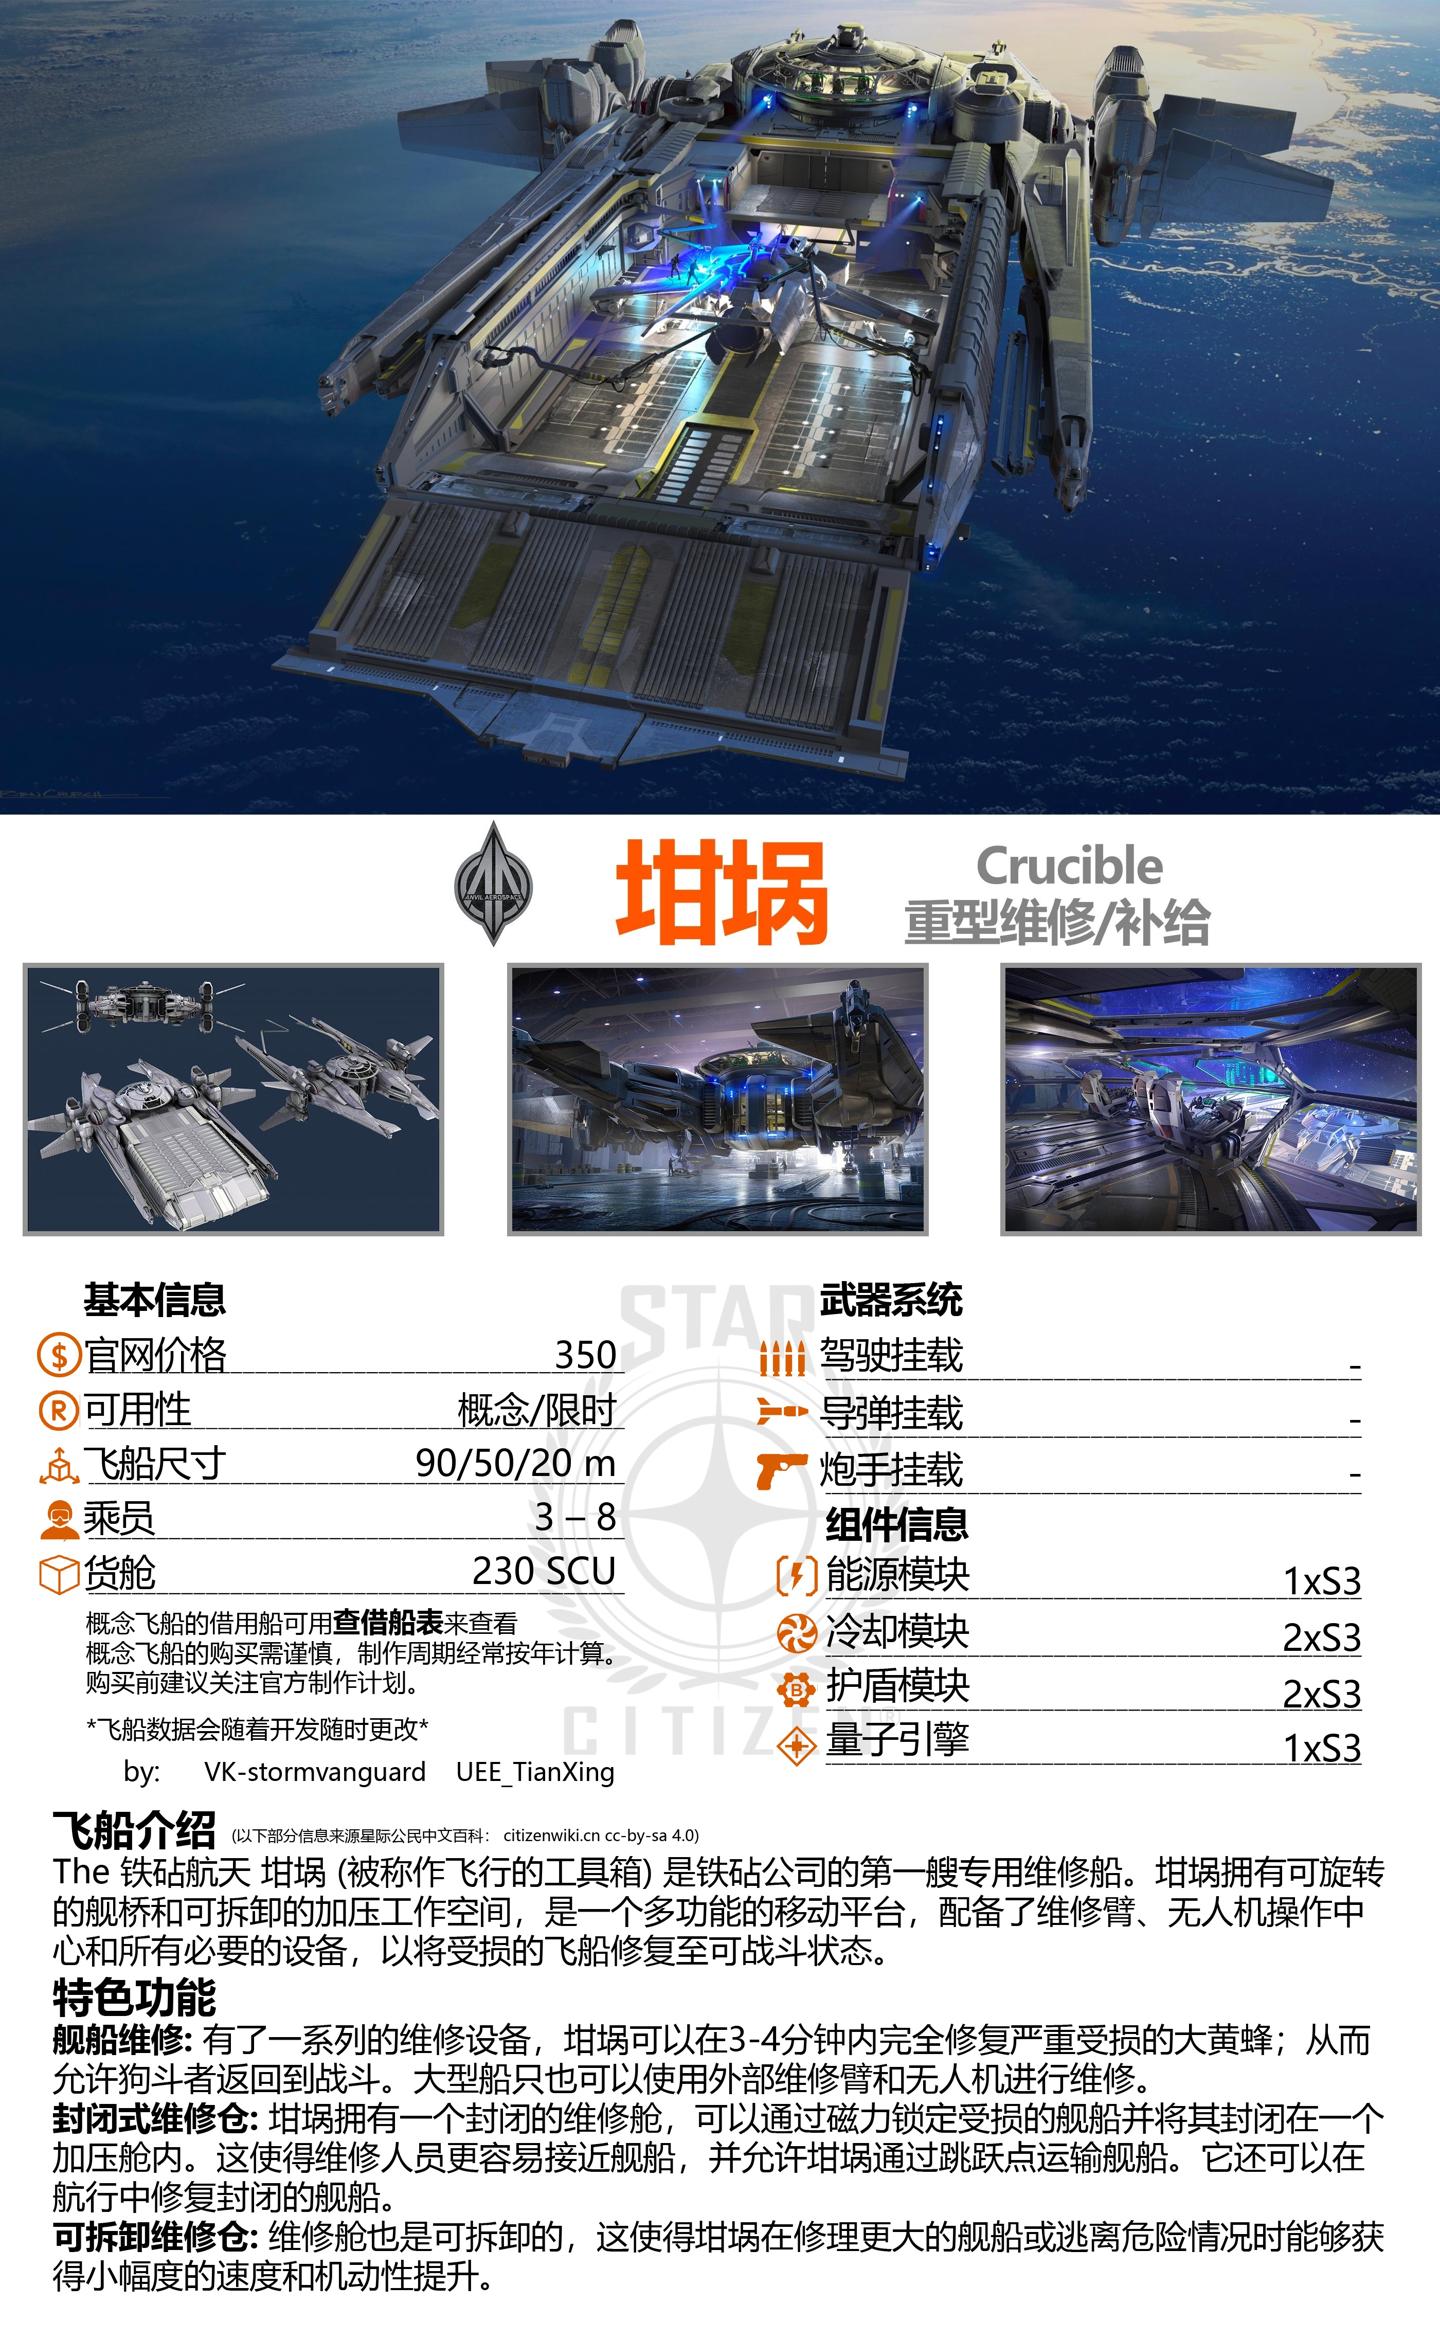 BEN CURTCH
ANVIL AEROSPACE
坩埚
Crucible
重型维修/补给
STAR
CITIZEN
基本信息
官网价格 350
可用性 概念/限时
飞船尺寸 90/50/20 m
乘员 3 – 8
货舱 230 SCU
概念飞船的借用船可用查借船表来查看
概念飞船的购买需谨慎，制作周期经常按年计算。
购买前建议关注官方制作计划。
*飞船数据会随着开发随时更改*
by: VK-stormvanguard UEE_TianXing
武器系统
驾驶挂载 -
导弹挂载 -
炮手挂载 -
组件信息
能源模块 1xS3
冷却模块 2xS3
护盾模块 2xS3
量子引擎 1xS3
飞船介绍 (以下部分信息来源星际公民中文百科： citizenwiki.cn cc-by-sa 4.0)
The 铁砧航天 坩埚 (被称作飞行的工具箱) 是铁砧公司的第一艘专用维修船。坩埚拥有可旋转
的舰桥和可拆卸的加压工作空间，是一个多功能的移动平台，配备了维修臂、无人机操作中
心和所有必要的设备，以将受损的飞船修复至可战斗状态。
特色功能
舰船维修: 有了一系列的维修设备，坩埚可以在3-4分钟内完全修复严重受损的大黄蜂；从而
允许狗斗者返回到战斗。大型船只也可以使用外部维修臂和无人机进行维修。
封闭式维修仓: 坩埚拥有一个封闭的维修舱，可以通过磁力锁定受损的舰船并将其封闭在一个
加压舱内。这使得维修人员更容易接近舰船，并允许坩埚通过跳跃点运输舰船。它还可以在
航行中修复封闭的舰船。
可拆卸维修仓: 维修舱也是可拆卸的，这使得坩埚在修理更大的舰船或逃离危险情况时能够获
得小幅度的速度和机动性提升。